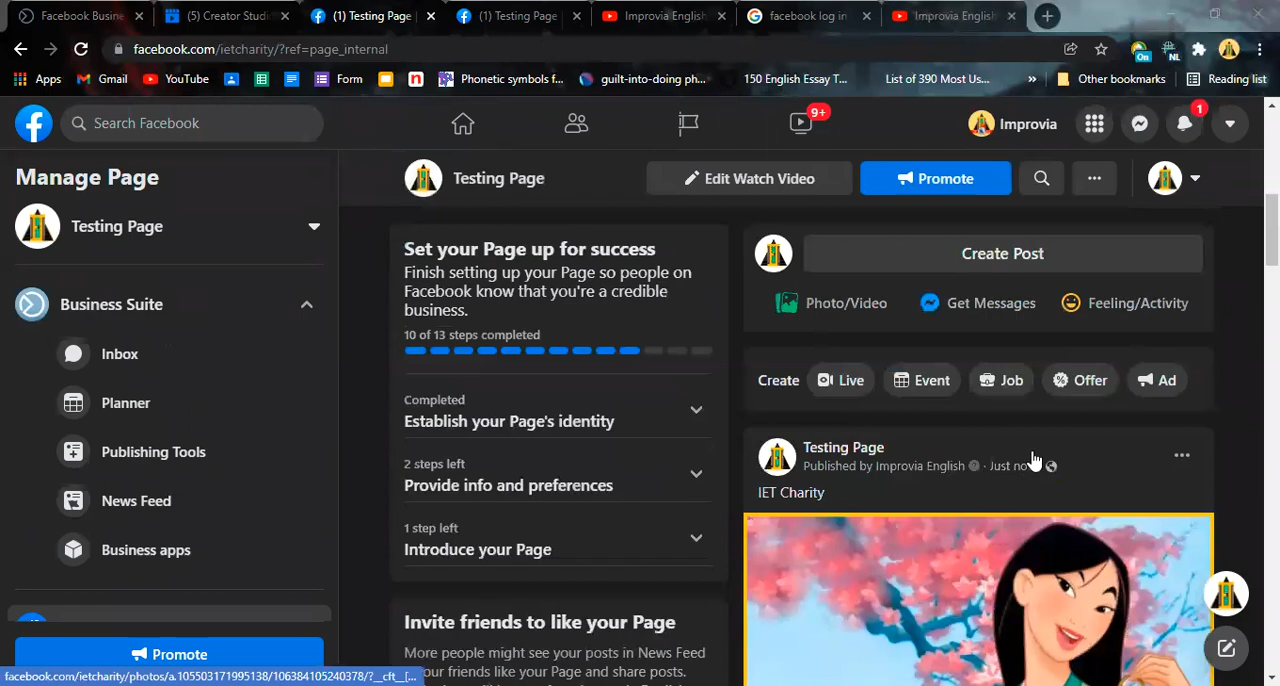 Facebook Busine
(5) Creator Studi
(1) Testing Page
(1) Testing Page
Improvia English
facebook log in
Improvia English
facebook.com/ietcharity/?ref=page_internal
On
NL
Apps
Gmail
YouTube
Form
Phonetic symbols f...
guilt-into-doing ph...
150 English Essay T...
List of 390 Most Us...
»
Other bookmarks
Reading list
Search Facebook
9+
Improvia
1
Manage Page
Testing Page
Edit Watch Video
Promote
Testing Page
Business Suite
Inbox
Planner
Publishing Tools
News Feed
Business apps
Promote
Set your Page up for success
Finish setting up your Page so people on
Facebook know that you're a credible
business.
10 of 13 steps completed
Completed
Establish your Page's identity
2 steps left
Provide info and preferences
1 step left
Introduce your Page
Invite friends to like your Page
More people might see your posts in News Feed
your friends like your Page and share posts.
Create Post
Photo/Video
Get Messages
Feeling/Activity
Create
Live
Event
Job
Offer
Ad
Testing Page
Published by Improvia English · Just no
IET Charity
facebook.com/ietcharity/photos/a.105503171995138/106384105240378/?__cft__[...